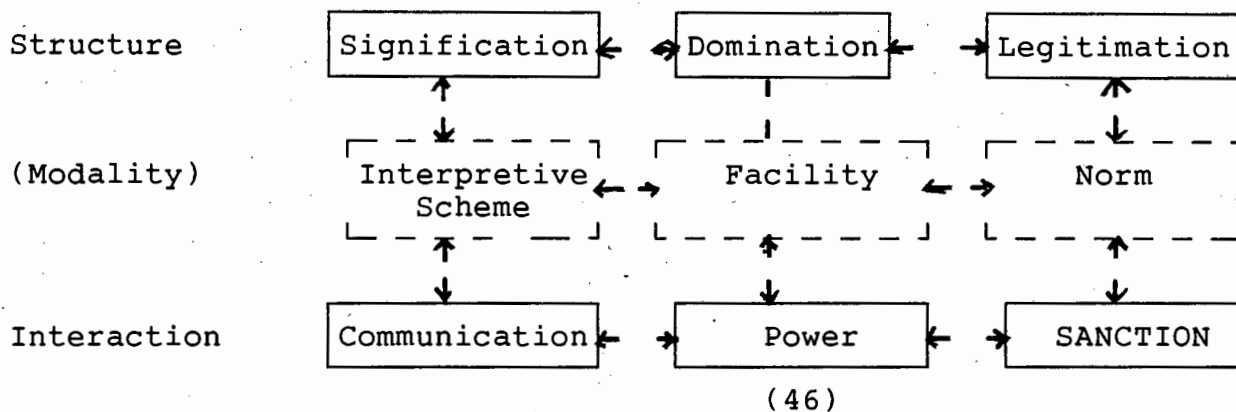 Structure Signification Domination Legitimation
(Modality) Interpretive Scheme Facility Norm
Interaction Communication Power SANCTION
(46)